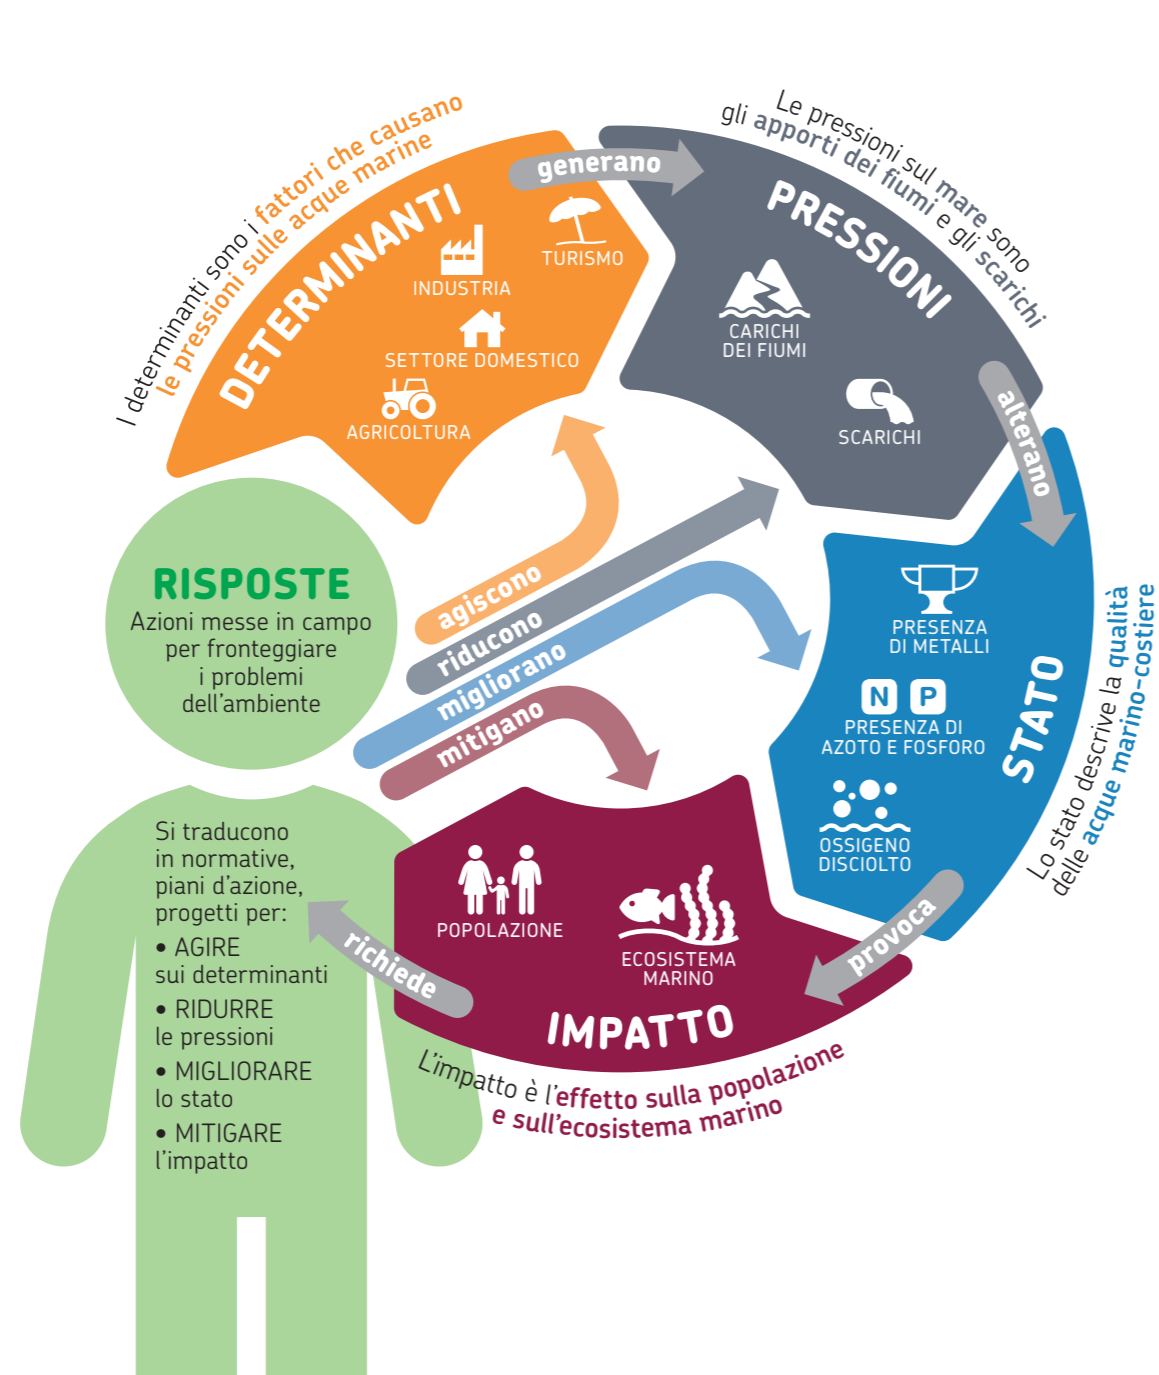 I determinanti sono i fattori che causano
le pressioni sulle acque marine
DETERMINANTI
TURISMO
INDUSTRIA
SETTORE DOMESTICO
AGRICOLTURA
generano
Le pressioni sul mare sono
gli apporti dei fiumi e gli scarichi
PRESSIONI
CARICHI
DEI FIUMI
SCARICHI
alterano
Lo stato descrive la qualità
delle acque marino-costiere
STATO
PRESENZA
DI METALLI
N P
PRESENZA DI
AZOTO E FOSFORO
OSSIGENO
DISCIOLTO
provoca
IMPATTO
POPOLAZIONE
ECOSISTEMA
MARINO
L'impatto è l'effetto sulla popolazione
e sull'ecosistema marino
richiede
RISPOSTE
Azioni messe in campo
per fronteggiare
i problemi
dell'ambiente
agiscono
riducono
migliorano
mitigano
Si traducono
in normative,
piani d'azione,
progetti per:
• AGIRE
sui determinanti
• RIDURRE
le pressioni
• MIGLIORARE
lo stato
• MITIGARE
l'impatto